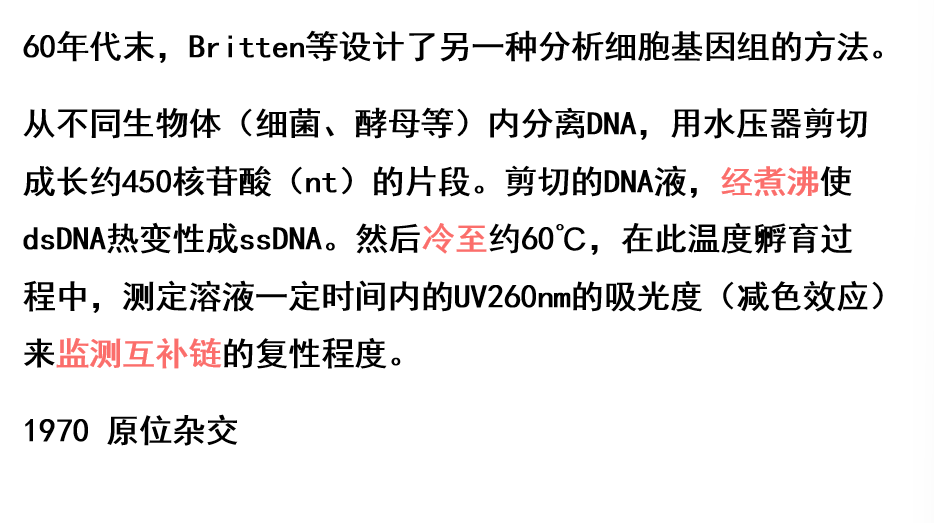 60年代末，Britten等设计了另一种分析细胞基因组的方法。
从不同生物体（细菌、酵母等）内分离DNA，用水压器剪切
成长约450核苷酸（nt）的片段。剪切的DNA液，经煮沸使
dsDNA热变性成ssDNA。然后冷至约60℃，在此温度孵育过
程中，测定溶液一定时间内的UV260nm的吸光度（减色效应）
来监测互补链的复性程度。
1970 原位杂交